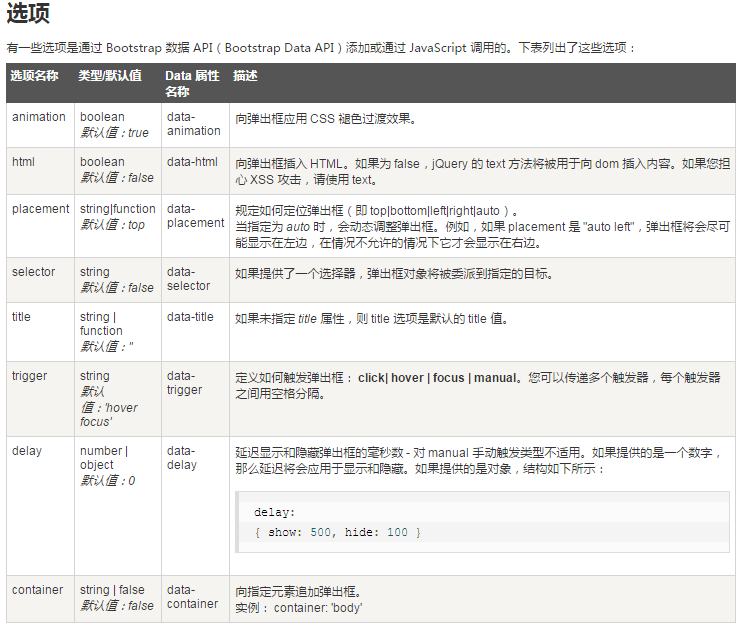 选项
有一些选项是通过 Bootstrap 数据 API（Bootstrap Data API）添加或通过 JavaScript 调用的。下表列出了这些选项：
选项名称 类型/默认值 Data 属性
名称 描述
animation boolean
默认值：true data-
animation 向弹出框应用 CSS 褪色过渡效果。
html boolean
默认值：false data-html 向弹出框插入 HTML。如果为 false，jQuery 的 text 方法将被用于向 dom 插入内容。如果您担
心 XSS 攻击，请使用 text。
placement string|function
默认值：top data-
placement 规定如何定位弹出框（即 top|bottom|left|right|auto）。
当指定为 auto 时，会动态调整弹出框。例如，如果 placement 是 "auto left"，弹出框将会尽可
能显示在左边，在情况不允许的情况下它才会显示在右边。
selector string
默认值：false data-
selector 如果提供了一个选择器，弹出框对象将被委派到指定的目标。
title string |
function
默认值：'' data-title 如果未指定 title 属性，则 title 选项是默认的 title 值。
trigger string
默认
值：'hover
focus' data-
trigger 定义如何触发弹出框： click| hover | focus | manual。您可以传递多个触发器，每个触发器
之间用空格分隔。
delay number |
object
默认值：0 data-
delay 延迟显示和隐藏弹出框的毫秒数 - 对 manual 手动触发类型不适用。如果提供的是一个数字，
那么延迟将会应用于显示和隐藏。如果提供的是对象，结构如下所示：
delay:
{ show: 500, hide: 100 }
container string | false
默认值：false data-
container 向指定元素追加弹出框。
实例： container: 'body'